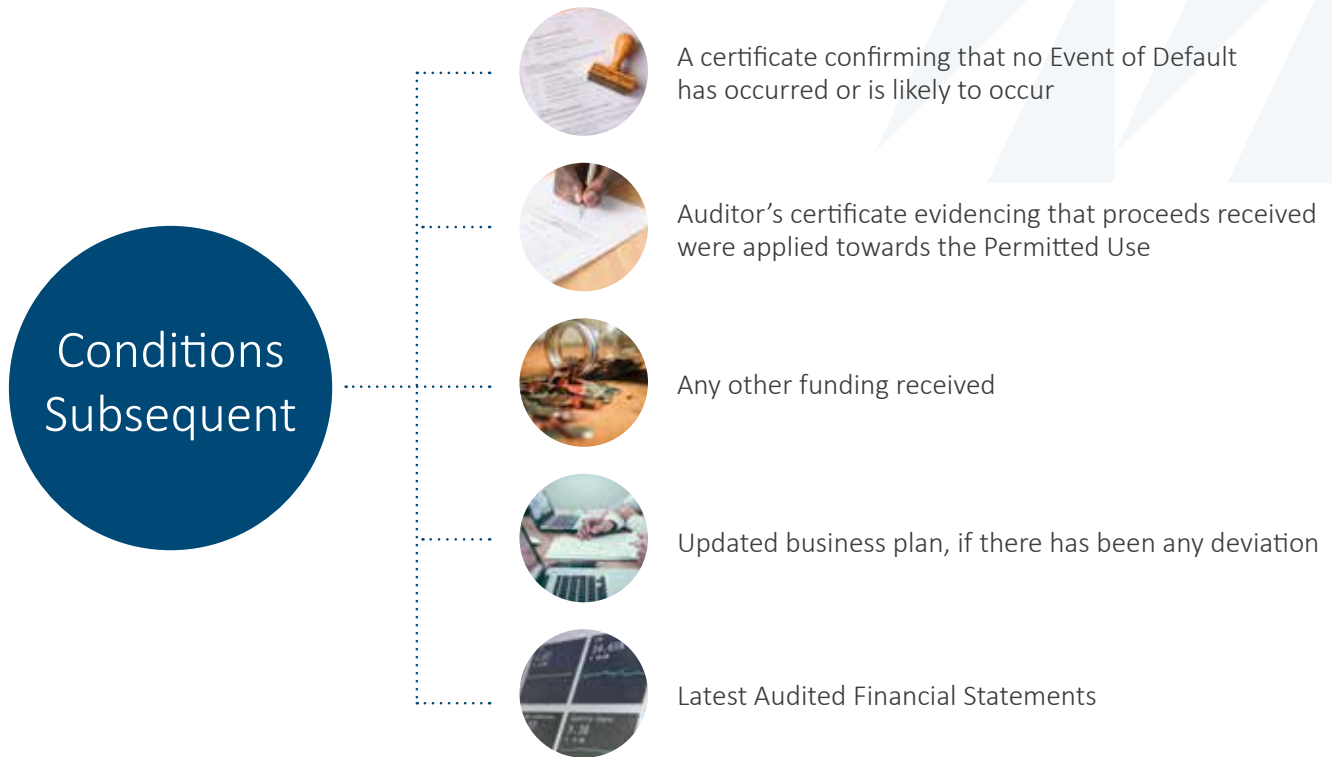 Conditions
Subsequent
A certificate confirming that no Event of Default
has occurred or is likely to occur
Auditor’s certificate evidencing that proceeds received
were applied towards the Permitted Use
Any other funding received
Updated business plan, if there has been any deviation
Latest Audited Financial Statements